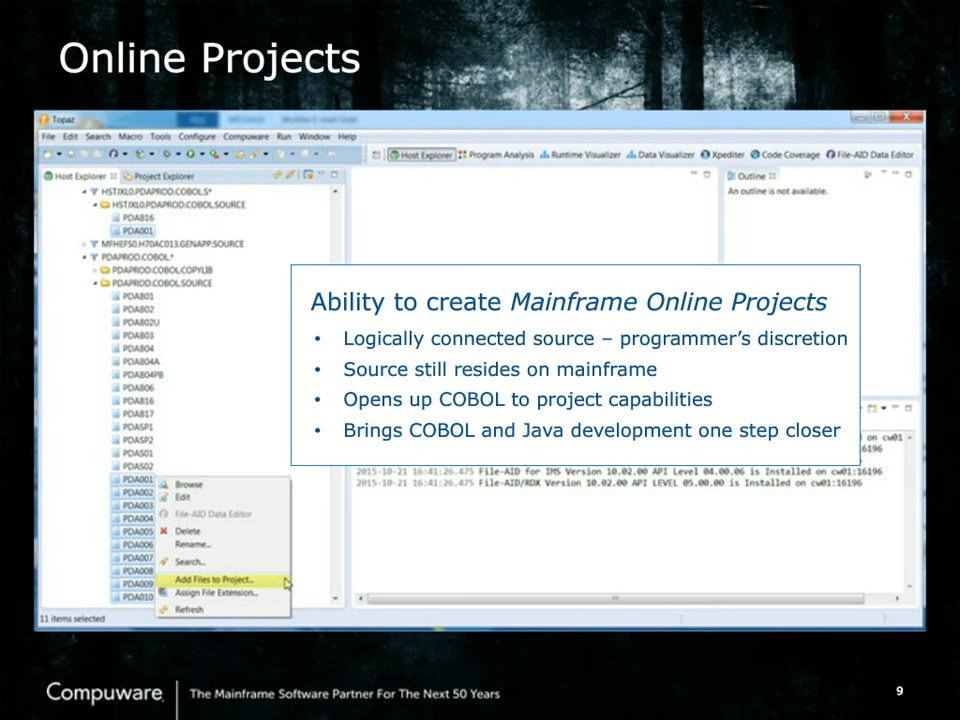 Online Projects
Topaz
File Edit Search Macro Tools Configure Compuware Run Window Help
Host Explorer Program Analysis Runtime Visualizer Data Visualizer Xpediter Code Coverage File-AID Data Editor
Host Explorer Project Explorer
Outline
An outline is not available.
HST.IXL0.PDAPROD.COBOL.S*
HST.IXL0.PDAPROD.COBOL.SOURCE
PDA816
PDA001
MFHEFS0.H70AC013.GENAPP.SOURCE
PDAPROD.COBOL.*
PDAPROD.COBOL.COPYLIB
PDAPROD.COBOL.SOURCE
PDAB01
PDAB02
PDAB02U
PDAB03
PDAB04
PDAB04A
PDAB04PB
PDAB06
PDAB16
PDAB17
PDASP1
PDASP2
PDAS01
PDAS02
PDA001
PDA002
PDA003
PDA004
PDA005
PDA006
PDA007
PDA008
PDA009
PDA010
Browse
Edit
File-AID Data Editor
Delete
Rename...
Search...
Add Files to Project...
Assign File Extension...
Refresh
11 items selected
Ability to create Mainframe Online Projects
• Logically connected source – programmer’s discretion
• Source still resides on mainframe
• Opens up COBOL to project capabilities
• Brings COBOL and Java development one step closer
on cw01
16196
2015-10-21 16:41:26.475 File-AID for IMS Version 10.02.00 API Level 04.00.06 is Installed on cw01:16196
2015-10-21 16:41:26.475 File-AID/RDX Version 10.02.00 API LEVEL 05.00.00 is Installed on cw01:16196
Compuware
The Mainframe Software Partner For The Next 50 Years
9